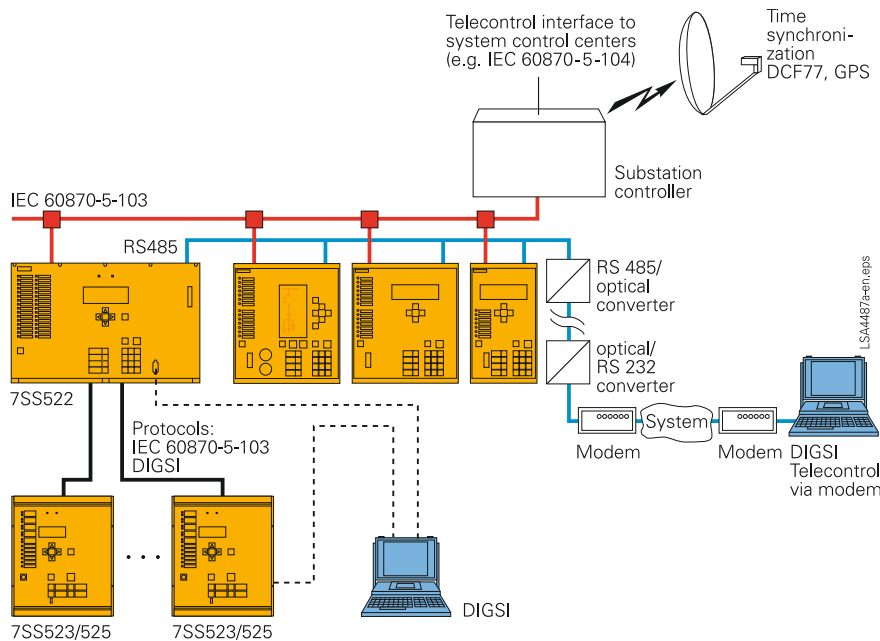 Telecontrol interface to
system control centers
(e.g. IEC 60870-5-104)
Time
synchroni-
zation
DCF77, GPS
Substation
controller
IEC 60870-5-103
RS485
RS 485/
optical
converter
optical/
RS 232
converter
LSA4487a-en.eps
7SS522
Protocols:
IEC 60870-5-103
DIGSI
Modem
System
Modem
DIGSI
Telecontrol
via modem
7SS523/525
7SS523/525
DIGSI